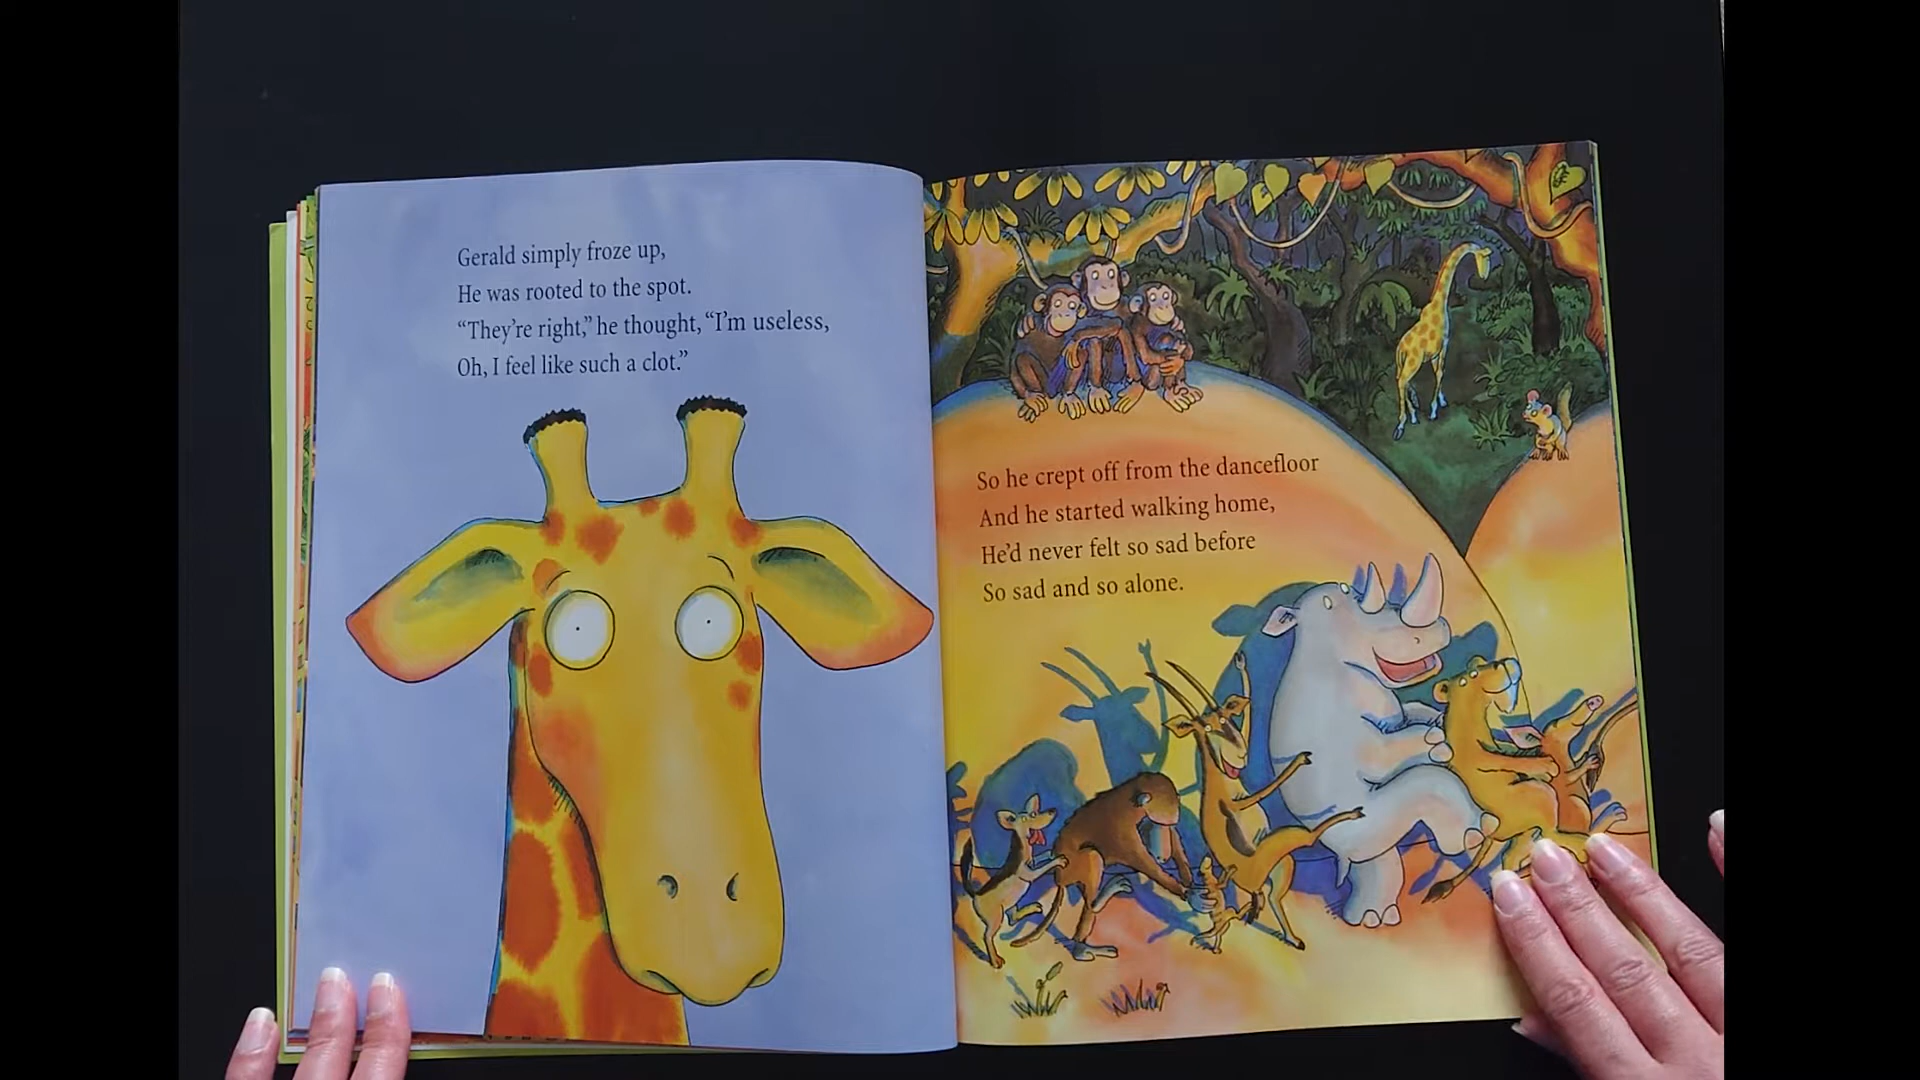 Gerald simply froze up,
He was rooted to the spot.
“They’re right,” he thought, “I’m useless,
Oh, I feel like such a clot.”
So he crept off from the dancefloor
And he started walking home,
He’d never felt so sad before
So sad and so alone.